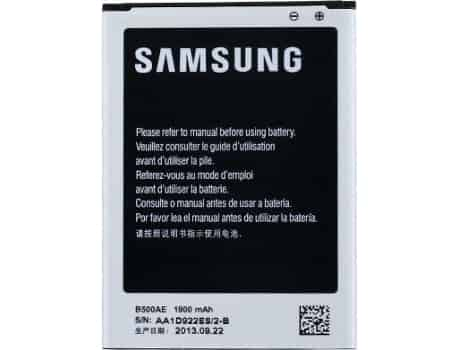 SAMSUNG
Please refer to manual before using battery.
Veuillez consulter le guide d'utilisation
avant d'utiliser la pile.
Referez-vous au mode d'emploi
avant d'utiliser la batterie.
Consulte o manual antes de usar a bateria.
Por favor lea el manual antes de utilizar la batería.
请按照说明书指示使用电池.
B500AE 1900 mAh
S/N: AA1D922ES/2-B
生产日期: 2013.09.22